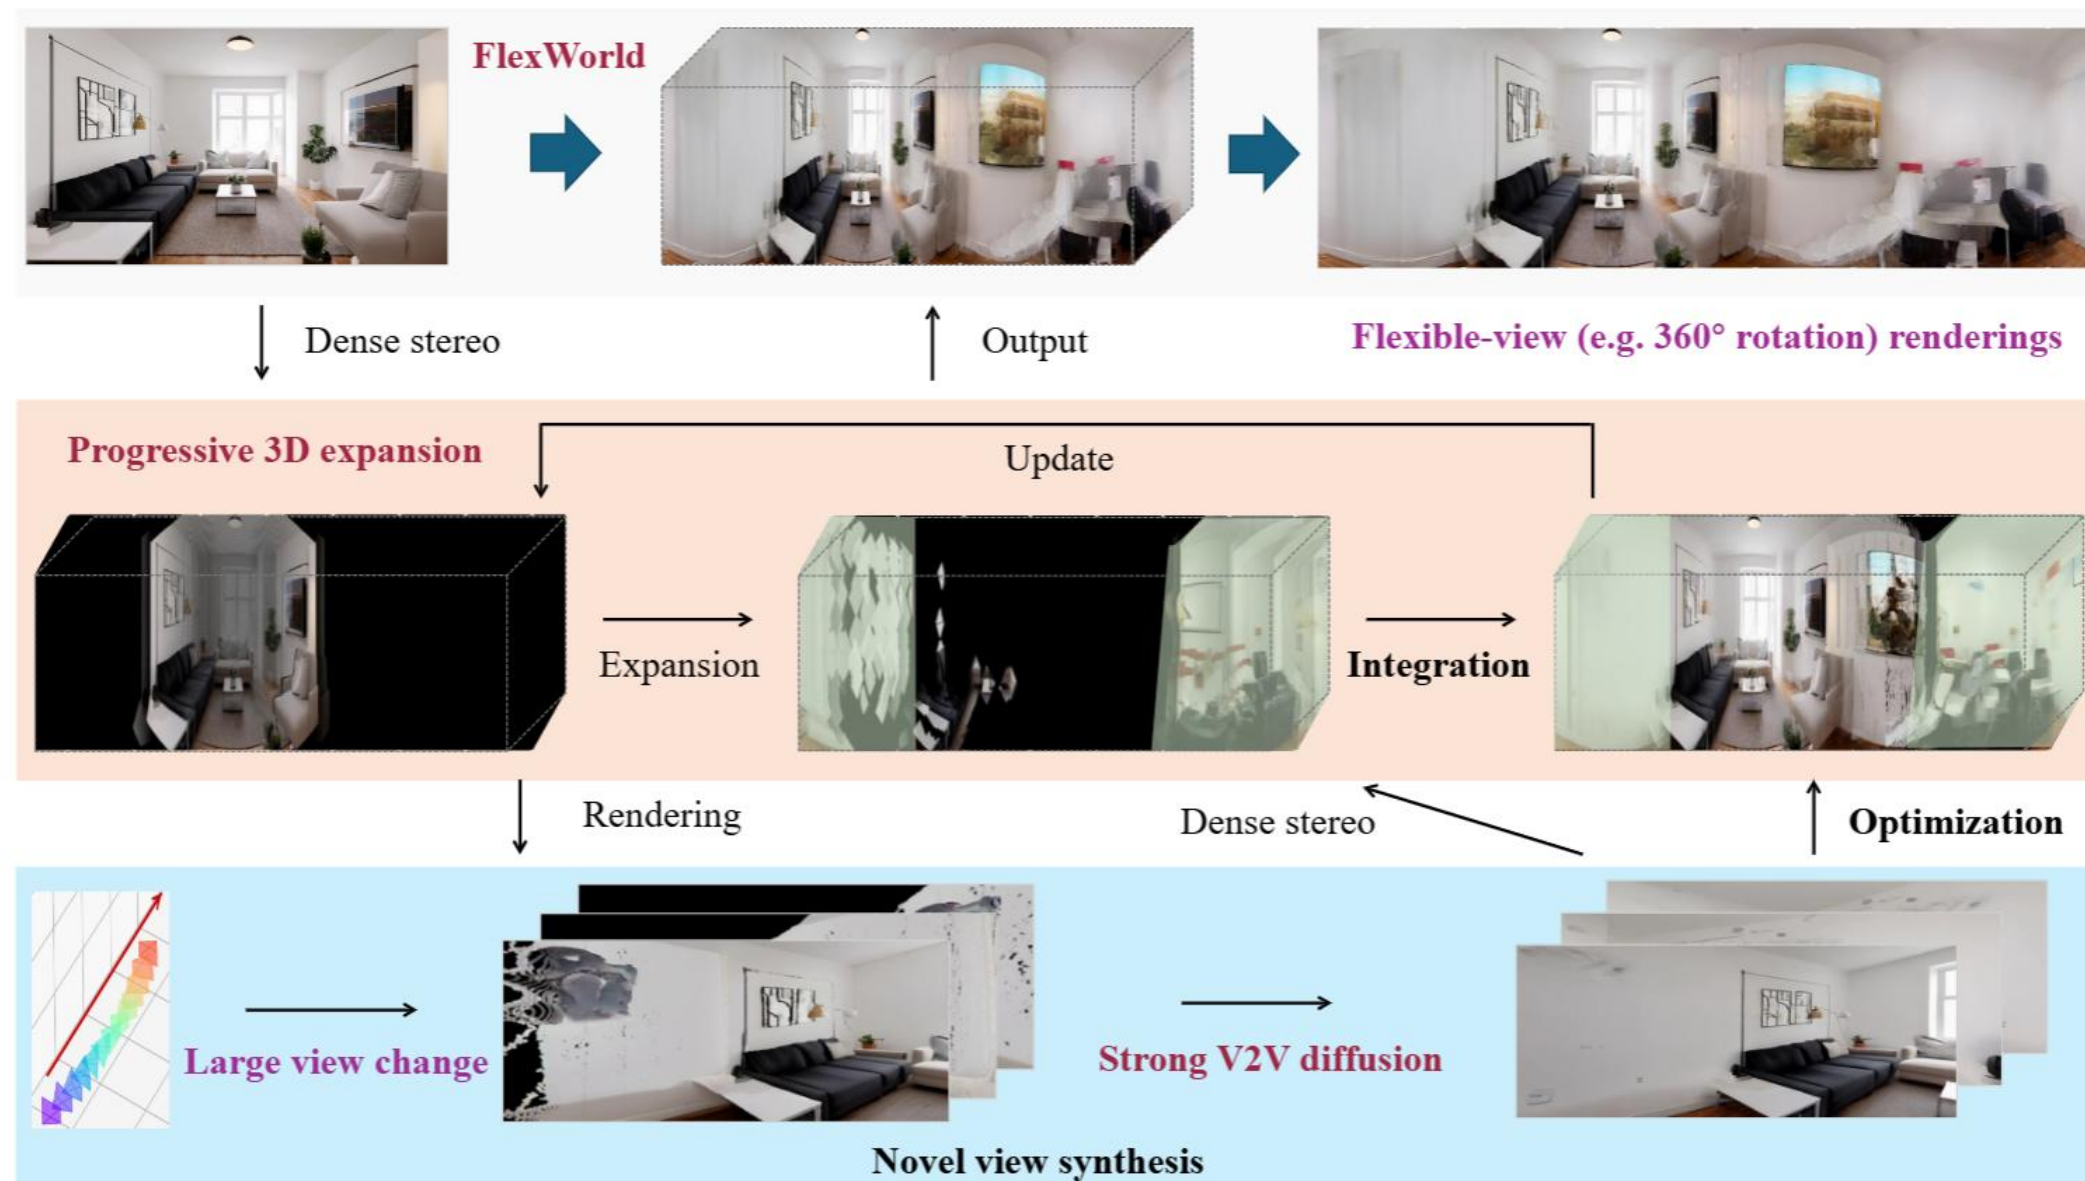 FlexWorld
Dense stereo
Output
Flexible-view (e.g. 360° rotation) renderings
Progressive 3D expansion
Update
Expansion
Integration
Rendering
Dense stereo
Optimization
Large view change
Strong V2V diffusion
Novel view synthesis